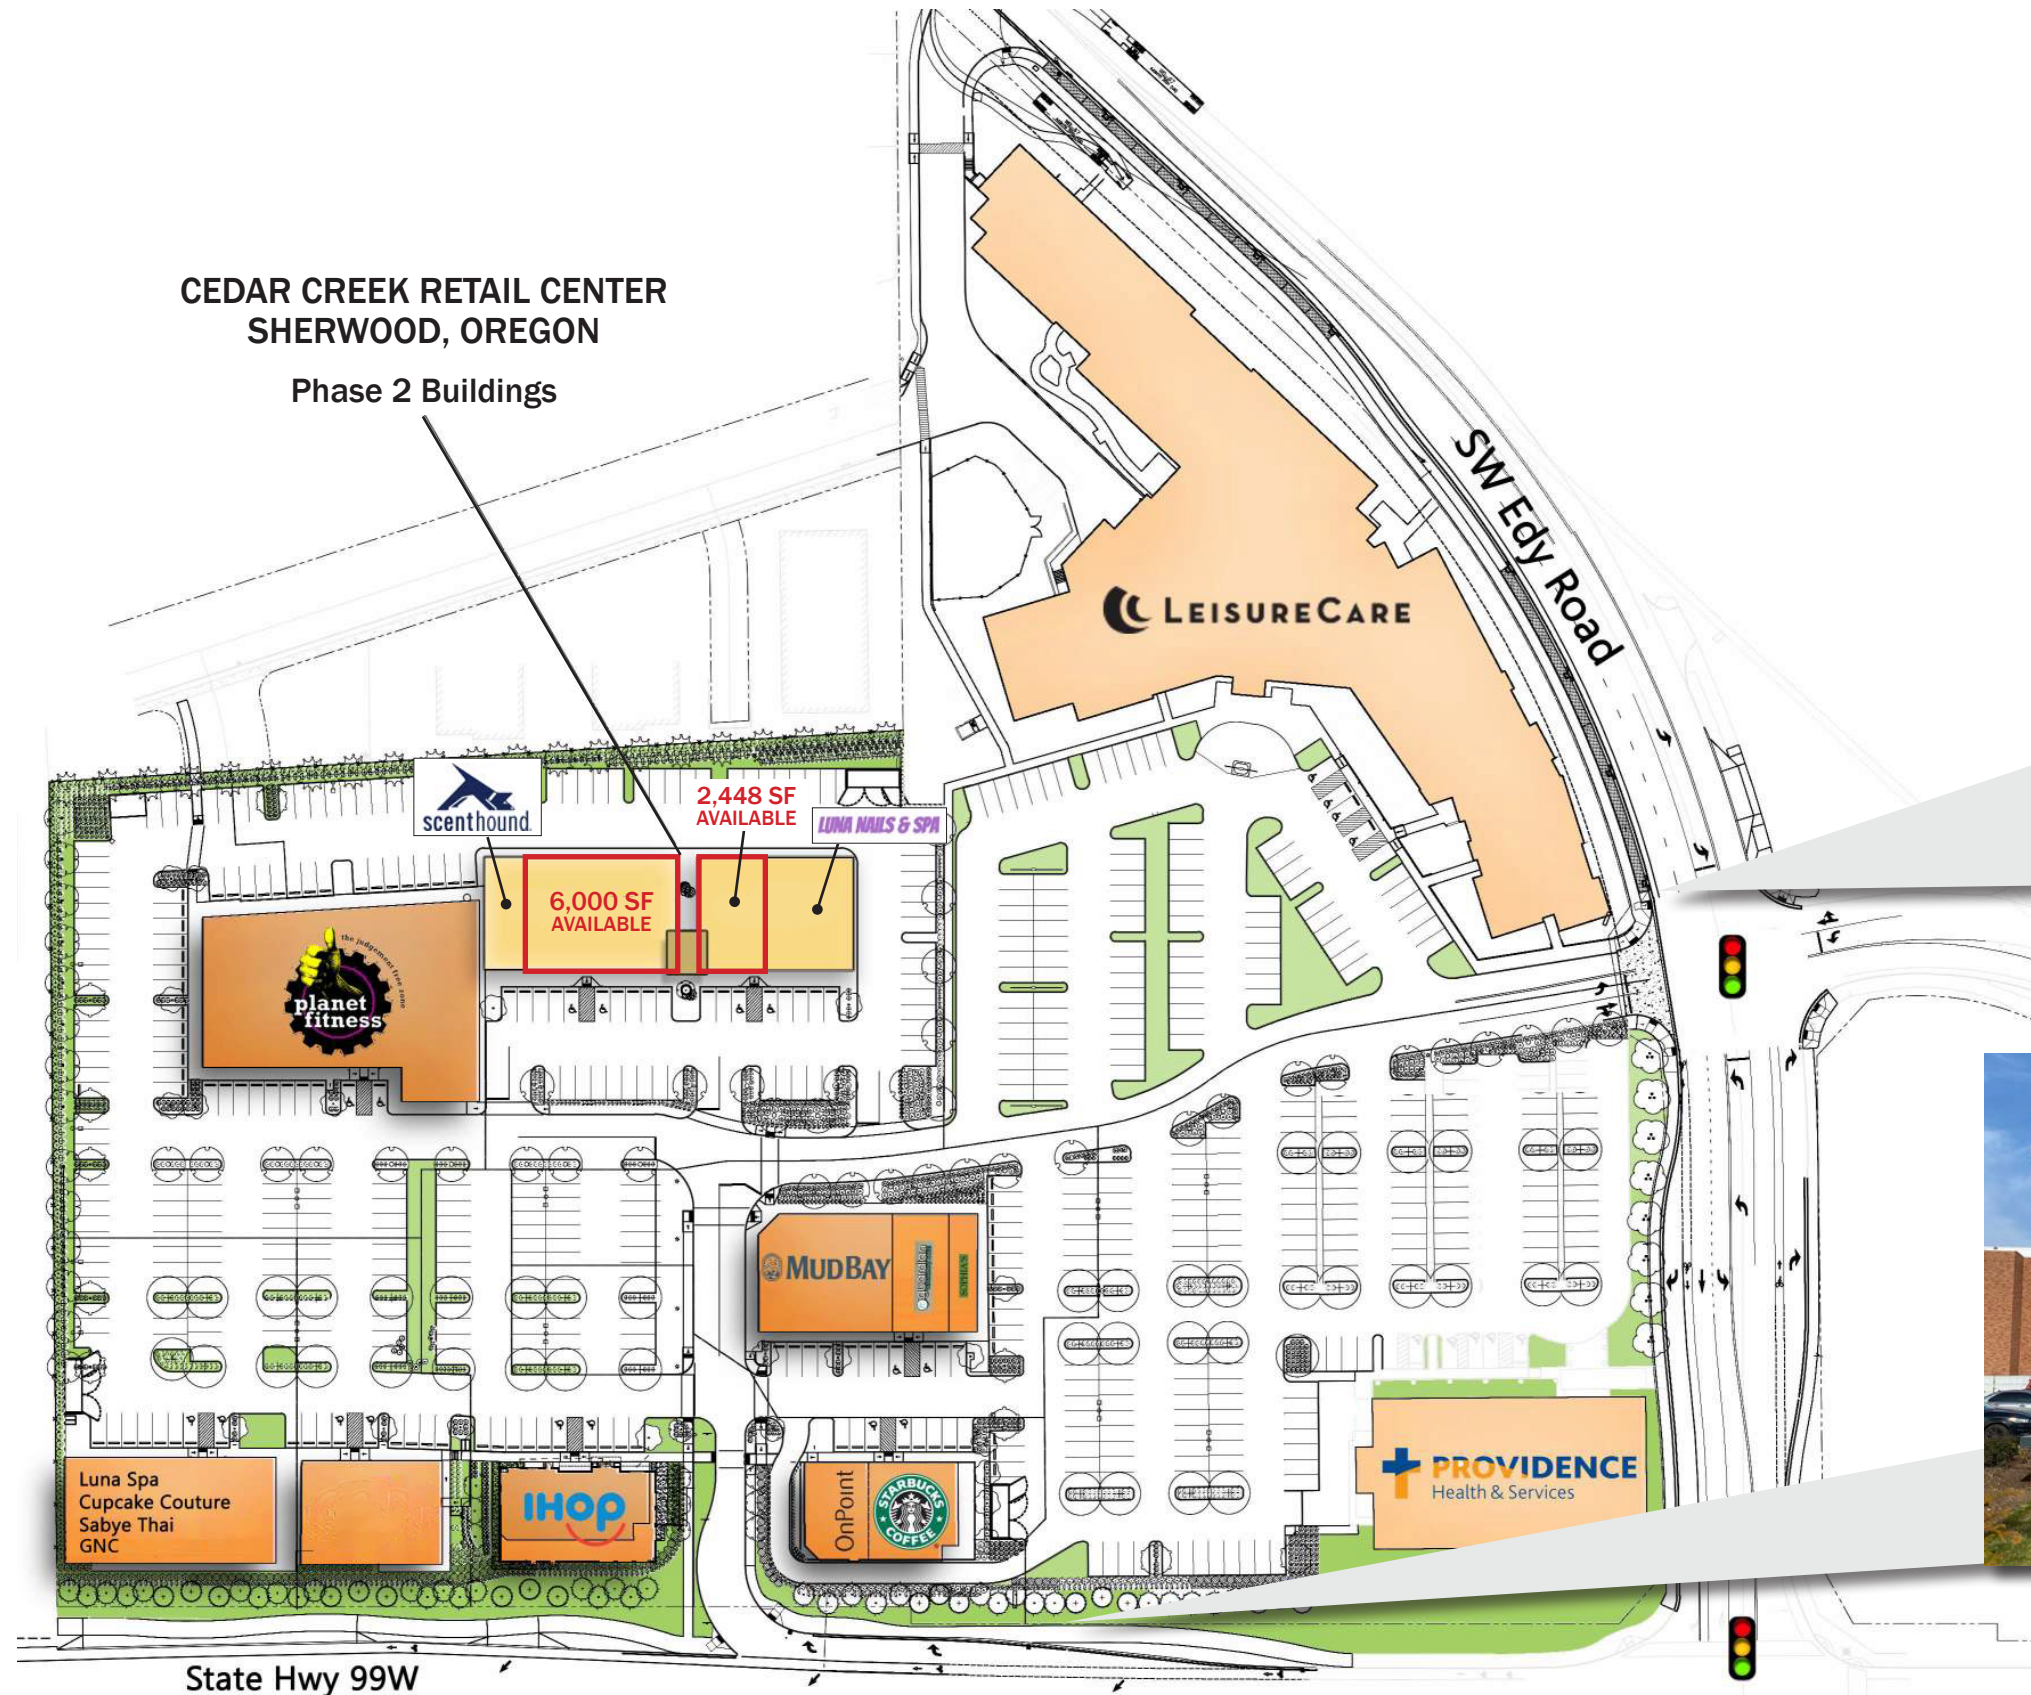 CEDAR CREEK RETAIL CENTER
SHERWOOD, OREGON
Phase 2 Buildings
SW Edy Road
LEISURECARE
scenthound
2,448 SF
AVAILABLE
LUNA NAILS & SPA
6,000 SF
AVAILABLE
the judgement free zone
planet
fitness
MUDBAY
Luna Spa
Cupcake Couture
Sabye Thai
GNC
IHOP
OnPoint
STARBUCKS
COFFEE
PROVIDENCE
Health & Services
State Hwy 99W